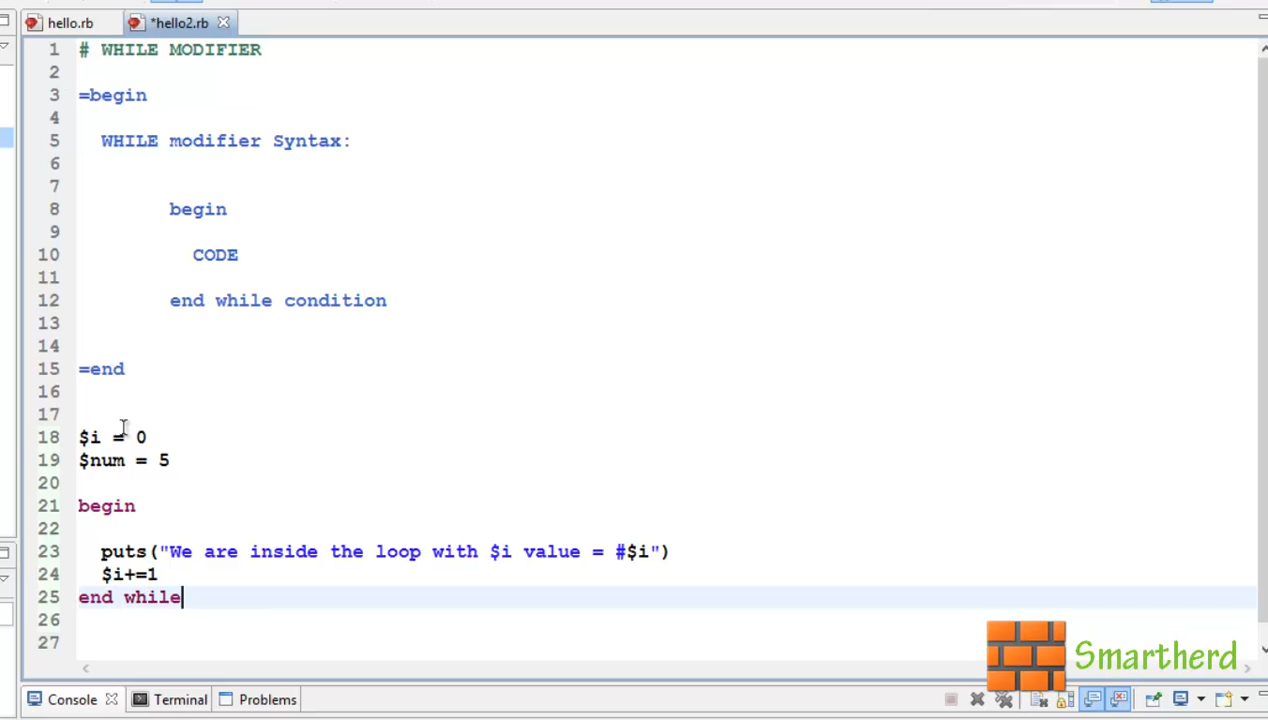 hello.rb *hello2.rb
1 # WHILE MODIFIER
2
3 =begin
4
5 WHILE modifier Syntax:
6
7
8 begin
9
10 CODE
11
12 end while condition
13
14
15 =end
16
17
18 $i = 0
19 $num = 5
20
21 begin
22
23 puts("We are inside the loop with $i value = #$i")
24 $i+=1
25 end while
26
27
Smartherd
Console Terminal Problems